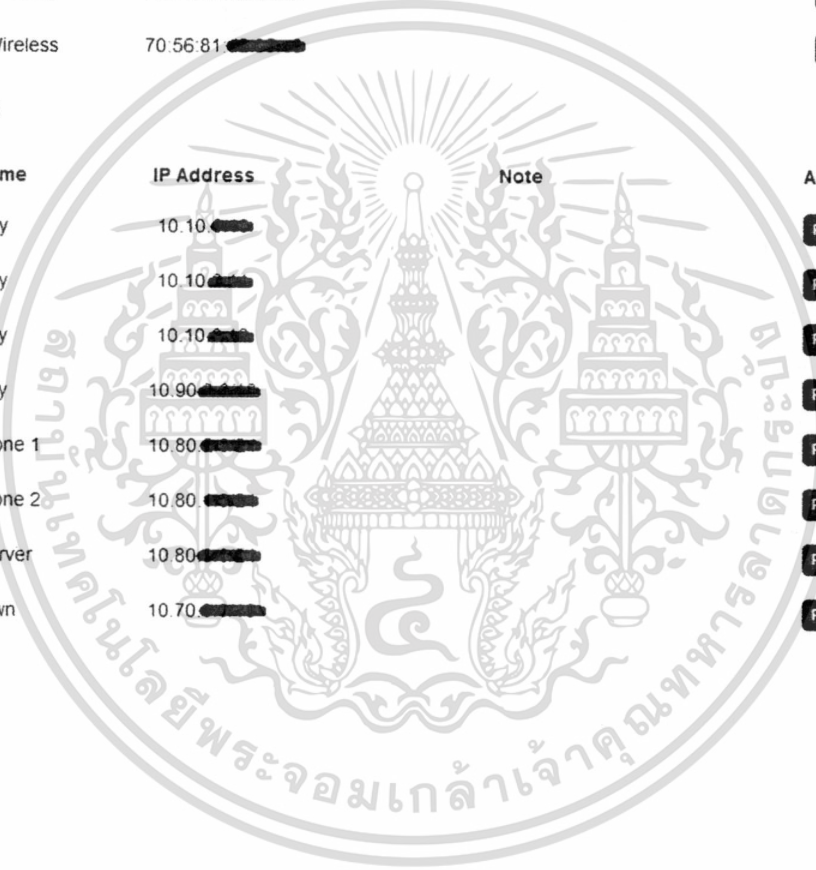 Wireless 70:56:81:
me IP Address Note A
y 10.10.
y 10.10
y 10.10
y 10.90
one 1 10.80
one 2 10.80
rver 10.80
wn 10.70
สถาบันเทคโนโลยีพระจอมเกล้าเจ้าคุณทหารลาดกระบัง